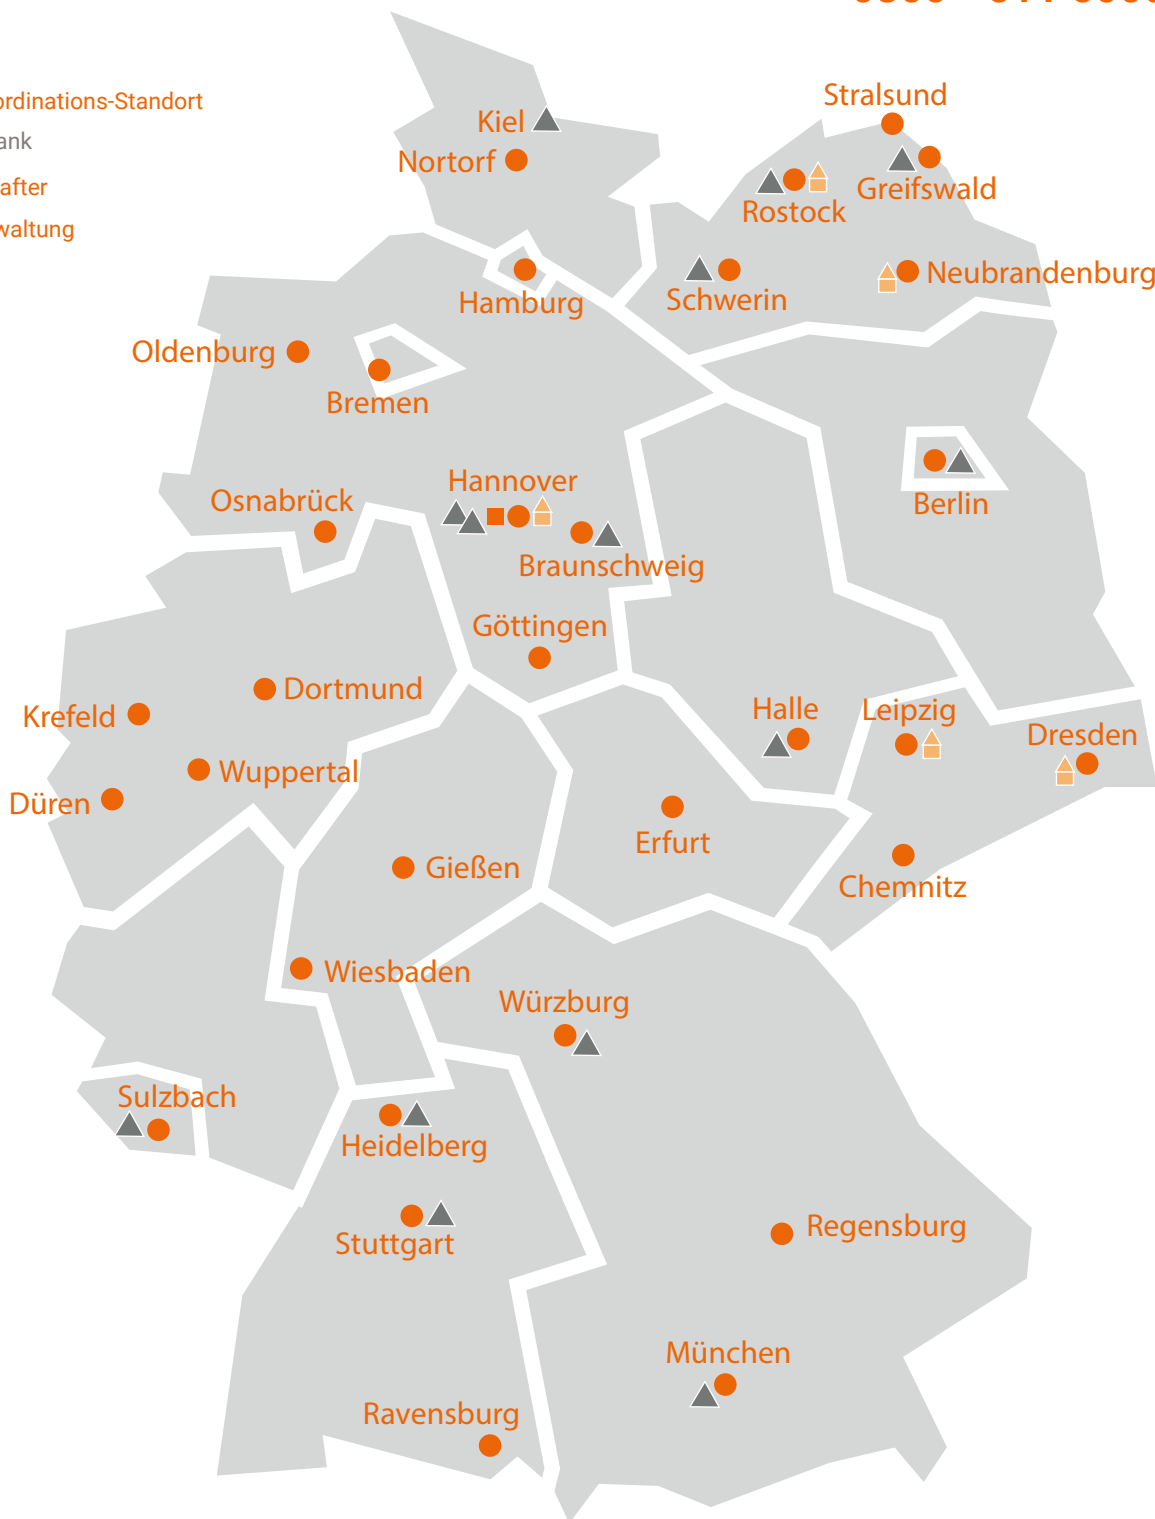 ordinations-Standort
ank
after
waltung
Stralsund
Kiel
Nortorf
Greifswald
Rostock
Neubrandenburg
Hamburg
Schwerin
Oldenburg
Bremen
Hannover
Osnabrück
Berlin
Braunschweig
Göttingen
Dortmund
Krefeld
Halle
Leipzig
Dresden
Wuppertal
Düren
Erfurt
Gießen
Chemnitz
Wiesbaden
Würzburg
Sulzbach
Heidelberg
Stuttgart
Regensburg
München
Ravensburg